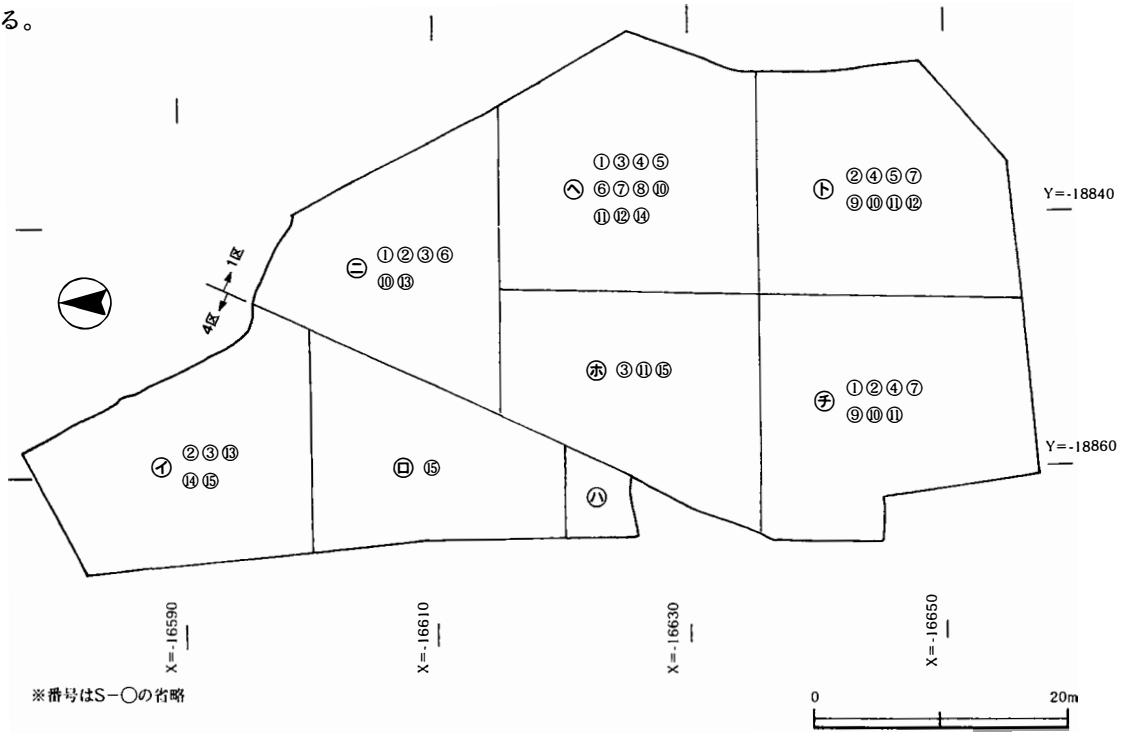 る。
Y=-18840
①③④⑤
㋬ ⑥⑦⑧⑩
⑪⑫⑭
㋣ ②④⑤⑦
⑨⑩⑪⑫
㋥ ①②③⑥
⑩⑬
1区
4区
㋭ ③⑪⑮
㋠ ①②④⑦
⑨⑩⑪
Y=-18860
㋑ ②③⑬
⑭⑮
㋺ ⑮
㋩
X=-16590
X=-16610
X=-16630
X=-16650
※番号はS-○の省略
0 20m